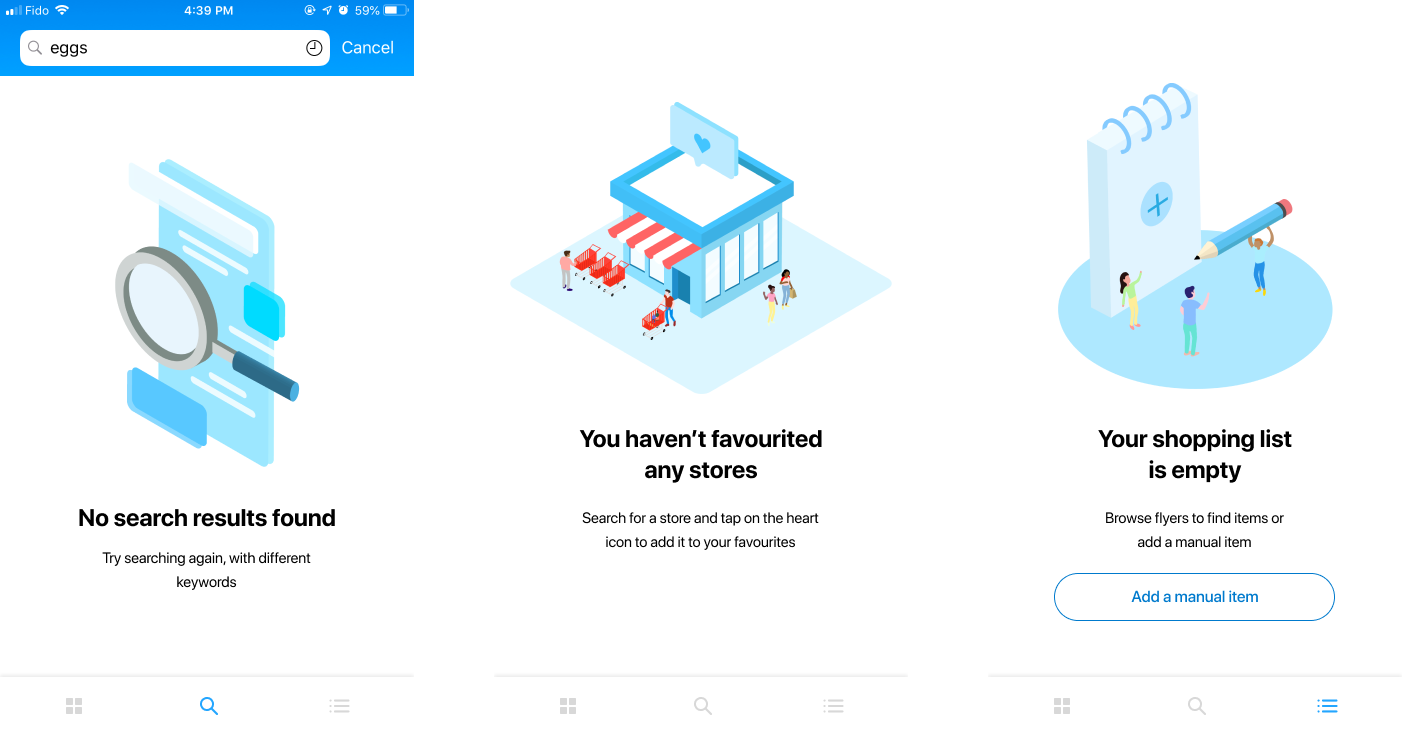 Fido 4:39 PM 59%
eggs Cancel
No search results found
Try searching again, with different
keywords
You haven’t favourited
any stores
Search for a store and tap on the heart
icon to add it to your favourites
Your shopping list
is empty
Browse flyers to find items or
add a manual item
Add a manual item